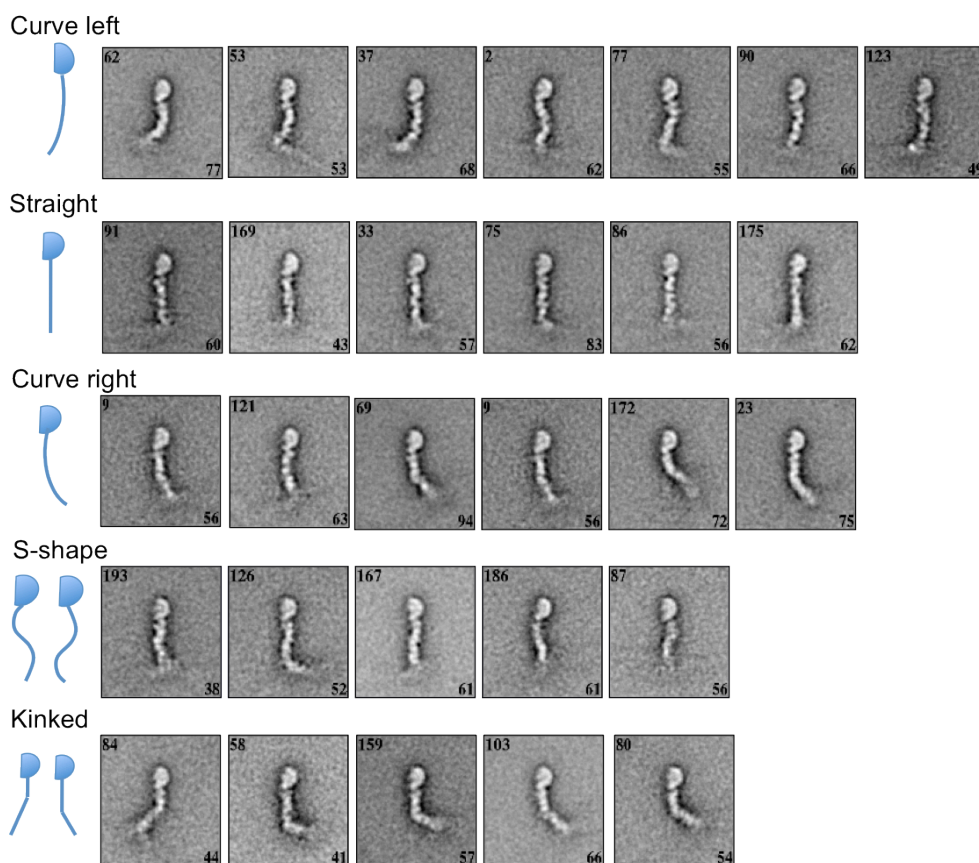 Curve left
62 53 37 2 77 90 123
77 53 68 62 55 66 49
Straight
91 169 33 75 86 175
60 43 57 83 56 62
Curve right
9 121 69 9 172 23
56 63 94 56 72 75
S-shape
193 126 167 186 87
38 52 61 61 56
Kinked
84 58 159 103 80
44 41 57 66 54